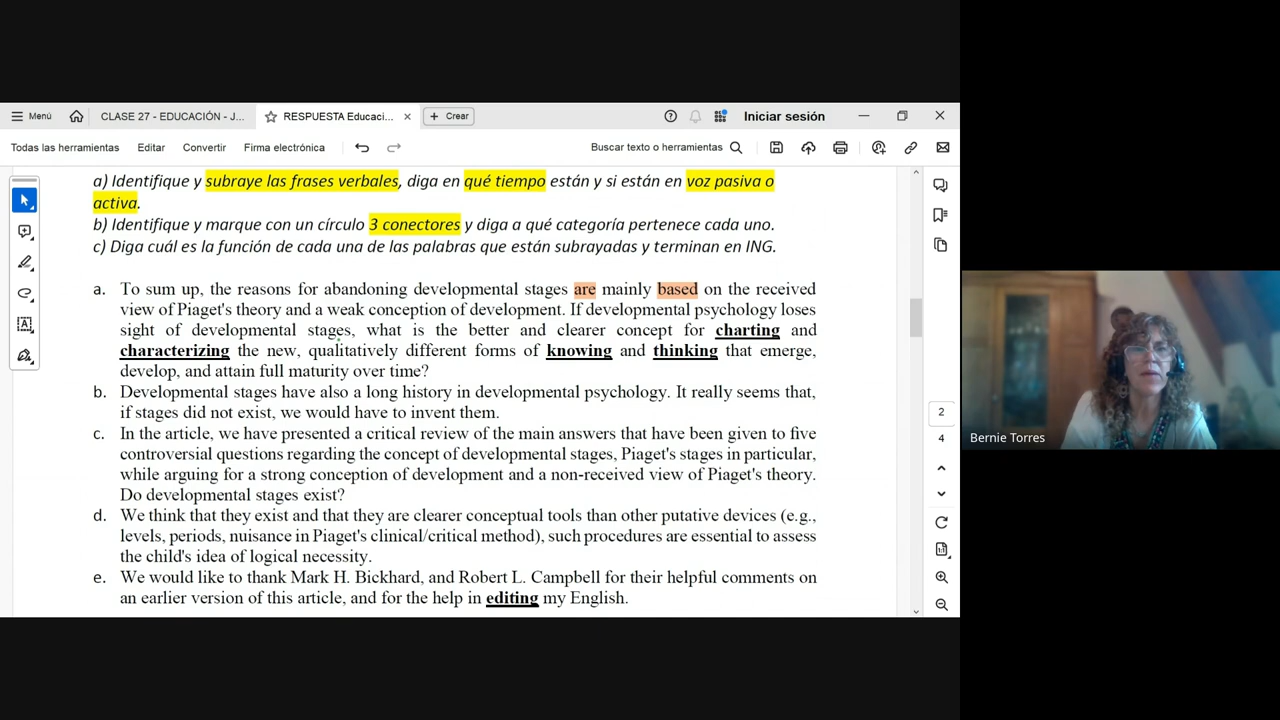 Menú
CLASE 27 - EDUCACIÓN - J...
RESPUESTA Educaci...
Crear
Iniciar sesión
Todas las herramientas
Editar
Convertir
Firma electrónica
Buscar texto o herramientas
a) Identifique y subraye las frases verbales, diga en qué tiempo están y si están en voz pasiva o
activa.
b) Identifique y marque con un círculo 3 conectores y diga a qué categoría pertenece cada uno.
c) Diga cuál es la función de cada una de las palabras que están subrayadas y terminan en ING.
a. To sum up, the reasons for abandoning developmental stages are mainly based on the received
view of Piaget's theory and a weak conception of development. If developmental psychology loses
sight of developmental stages, what is the better and clearer concept for charting and
characterizing the new, qualitatively different forms of knowing and thinking that emerge,
develop, and attain full maturity over time?
b. Developmental stages have also a long history in developmental psychology. It really seems that,
if stages did not exist, we would have to invent them.
c. In the article, we have presented a critical review of the main answers that have been given to five
controversial questions regarding the concept of developmental stages, Piaget's stages in particular,
while arguing for a strong conception of development and a non-received view of Piaget's theory.
Do developmental stages exist?
d. We think that they exist and that they are clearer conceptual tools than other putative devices (e.g.,
levels, periods, nuisance in Piaget's clinical/critical method), such procedures are essential to assess
the child's idea of logical necessity.
e. We would like to thank Mark H. Bickhard, and Robert L. Campbell for their helpful comments on
an earlier version of this article, and for the help in editing my English.
2
4
Bernie Torres